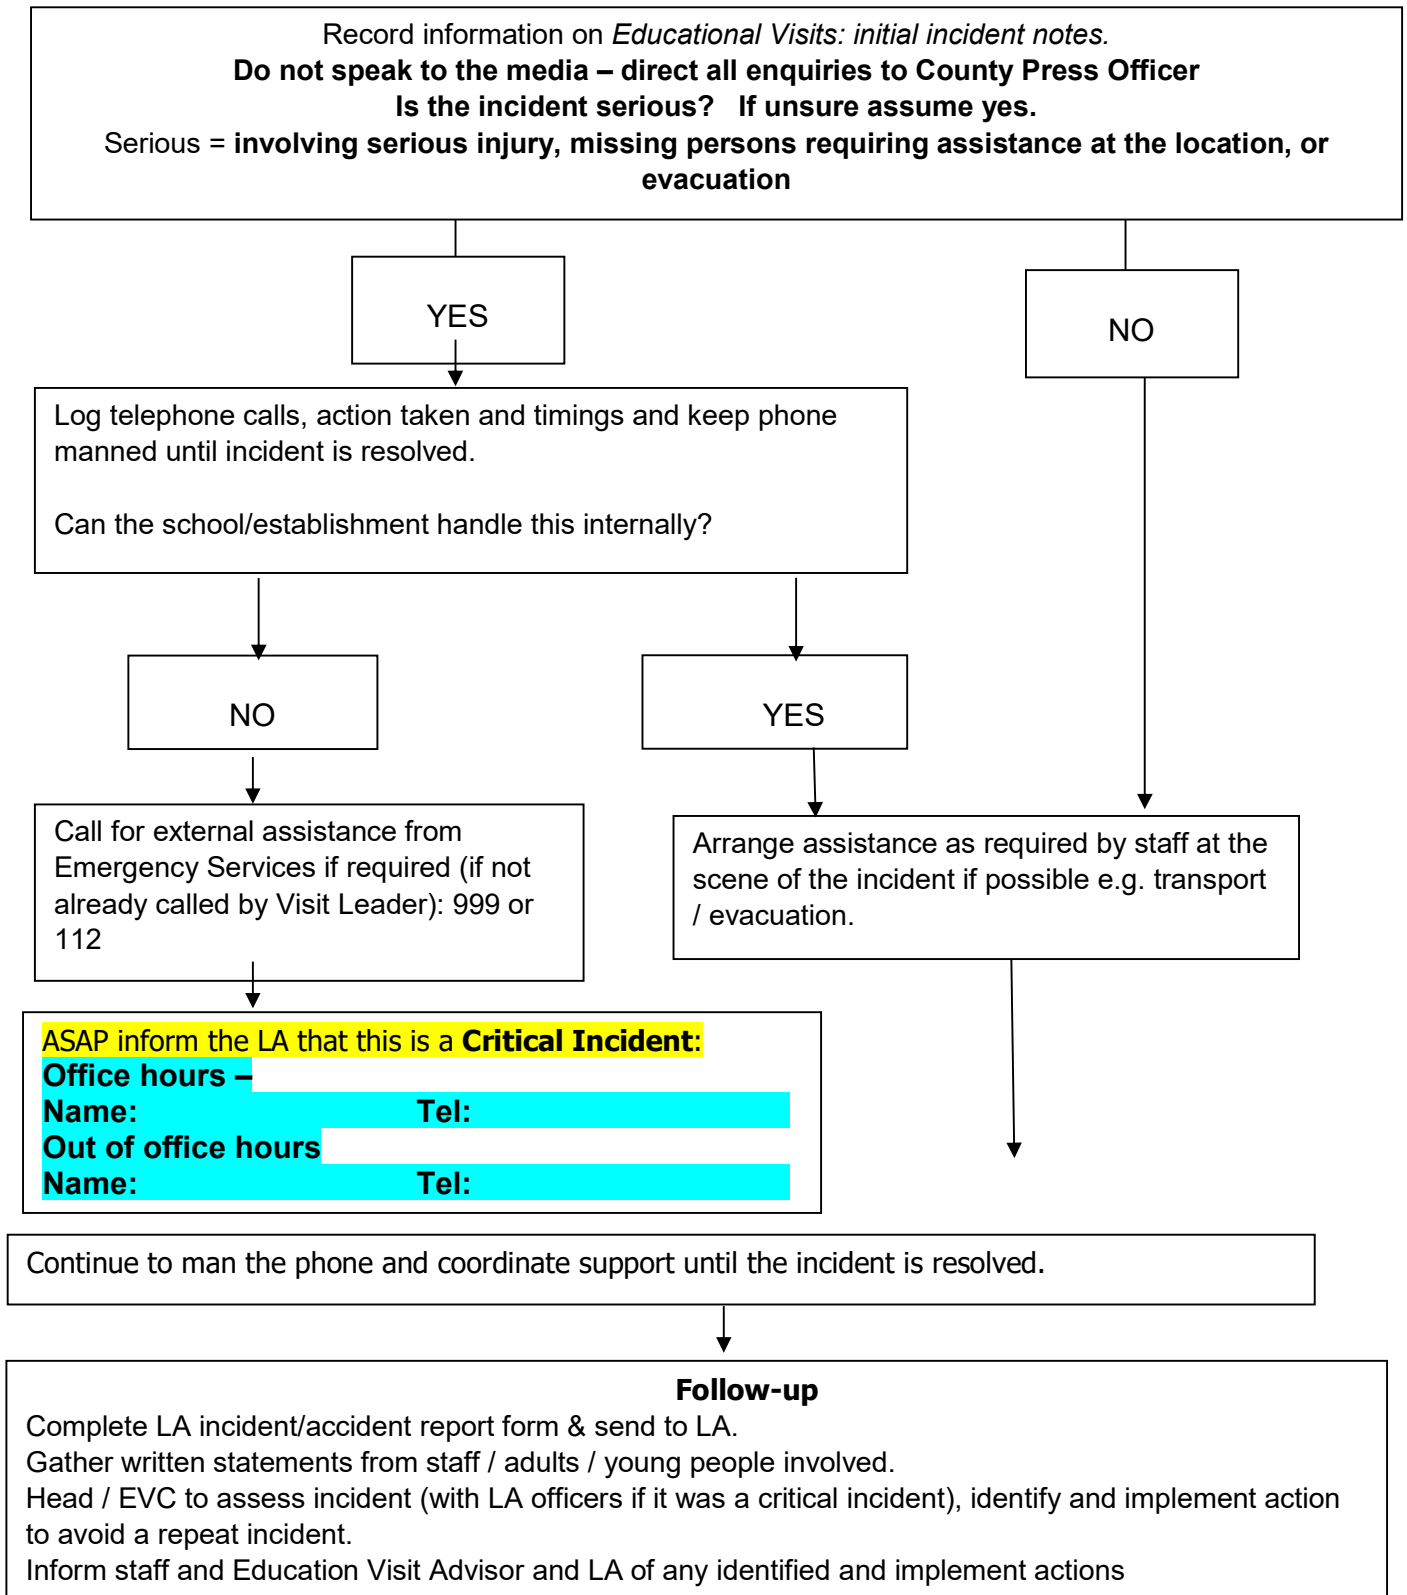 Record information on Educational Visits: initial incident notes.
Do not speak to the media – direct all enquiries to County Press Officer
Is the incident serious? If unsure assume yes.
Serious = involving serious injury, missing persons requiring assistance at the location, or
evacuation
YES
NO
Log telephone calls, action taken and timings and keep phone
manned until incident is resolved.
Can the school/establishment handle this internally?
NO
YES
Call for external assistance from
Emergency Services if required (if not
already called by Visit Leader): 999 or
112
Arrange assistance as required by staff at the
scene of the incident if possible e.g. transport
/ evacuation.
ASAP inform the LA that this is a Critical Incident:
Office hours –
Name: Tel:
Out of office hours
Name: Tel:
Continue to man the phone and coordinate support until the incident is resolved.
Follow-up
Complete LA incident/accident report form & send to LA.
Gather written statements from staff / adults / young people involved.
Head / EVC to assess incident (with LA officers if it was a critical incident), identify and implement action
to avoid a repeat incident.
Inform staff and Education Visit Advisor and LA of any identified and implement actions